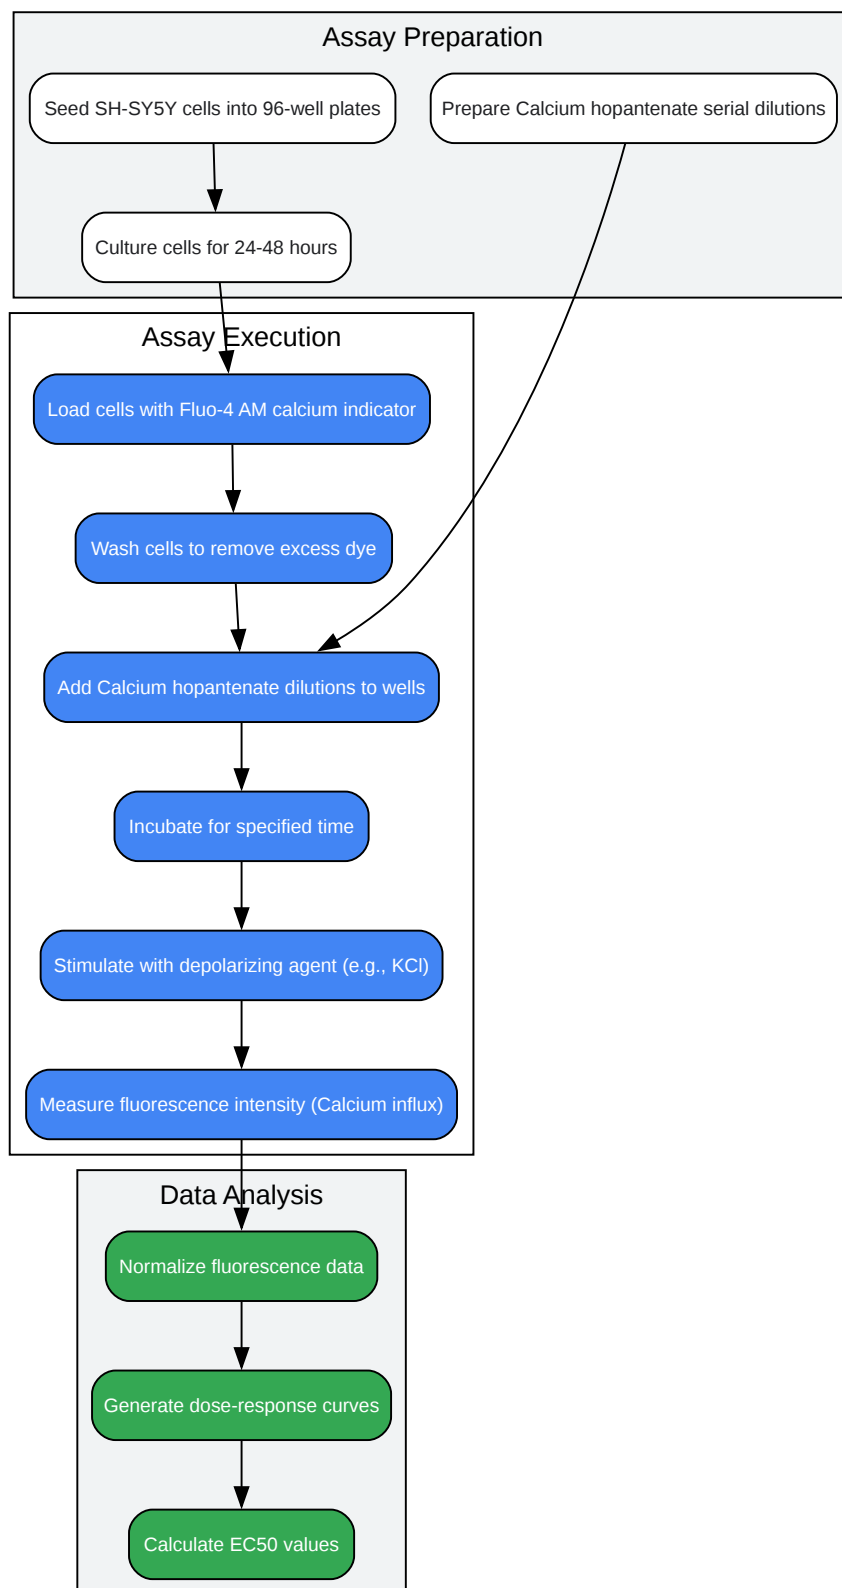 Assay Preparation
Seed SH-SY5Y cells into 96-well plates
Prepare Calcium hopantenate serial dilutions
Culture cells for 24-48 hours
Assay Execution
Load cells with Fluo-4 AM calcium indicator
Wash cells to remove excess dye
Add Calcium hopantenate dilutions to wells
Incubate for specified time
Stimulate with depolarizing agent (e.g., KCl)
Measure fluorescence intensity (Calcium influx)
Data Analysis
Normalize fluorescence data
Generate dose-response curves
Calculate EC50 values